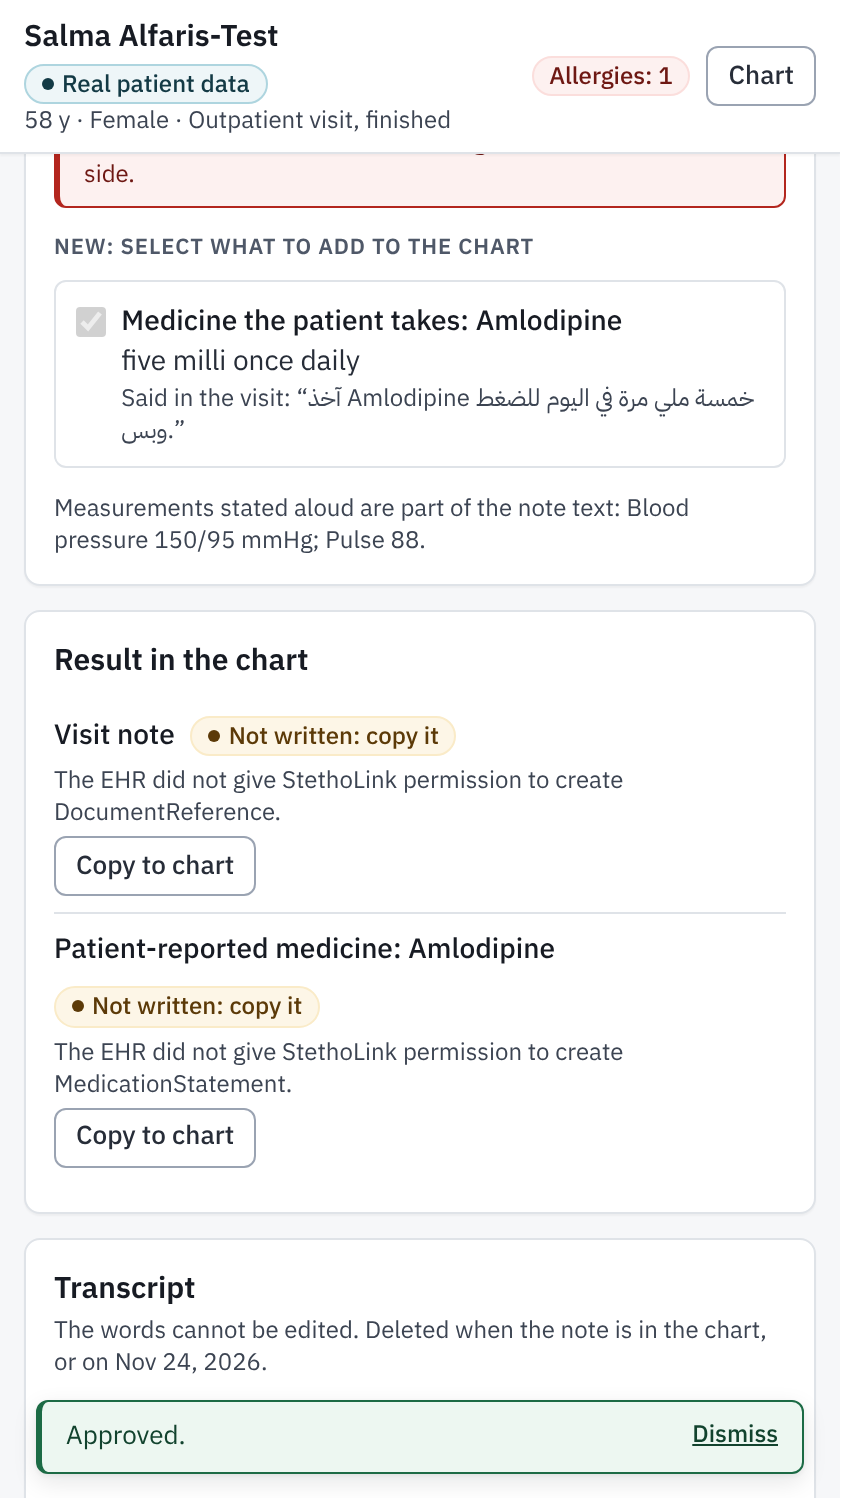 Salma Alfaris-Test
Real patient data
58 y · Female · Outpatient visit, finished
Allergies: 1
Chart
side.
NEW: SELECT WHAT TO ADD TO THE CHART
Medicine the patient takes: Amlodipine
five milli once daily
Said in the visit: “آخذ Amlodipine خمسة ملي مرة في اليوم للضغط
وبس.”
Measurements stated aloud are part of the note text: Blood
pressure 150/95 mmHg; Pulse 88.
Result in the chart
Visit note
Not written: copy it
The EHR did not give StethoLink permission to create
DocumentReference.
Copy to chart
Patient-reported medicine: Amlodipine
Not written: copy it
The EHR did not give StethoLink permission to create
MedicationStatement.
Copy to chart
Transcript
The words cannot be edited. Deleted when the note is in the chart,
or on Nov 24, 2026.
Approved.
Dismiss